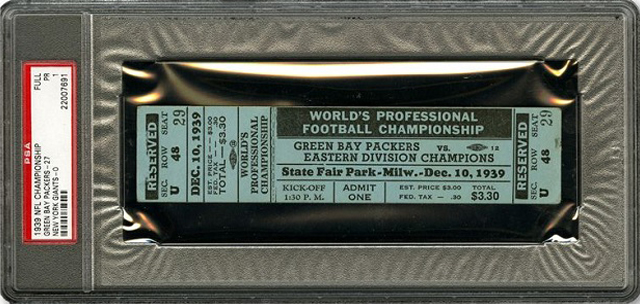 1939 NFL CHAMPIONSHIP
GREEN BAY PACKERS-27
NEW YORK GIANTS-0
PSA
FULL
PR
1
22007691
RESERVED
SEC. ROW SEAT
U 48 29
DEC. 10, 1939
EST. PRICE—$3.00
FED. TAX— .30
TOTAL—$3.30
WORLD'S PROFESSIONAL
CHAMPIONSHIP
WORLD'S PROFESSIONAL
FOOTBALL CHAMPIONSHIP
GREEN BAY PACKERS VS. 12
EASTERN DIVISION CHAMPIONS
State Fair Park-Milw.-Dec. 10, 1939
KICK-OFF
1:30 P. M.
ADMIT
ONE
EST. PRICE $3.00 TOTAL
FED. TAX — .30 $3.30
RESERVED
SEC. ROW SEAT
U 48 29